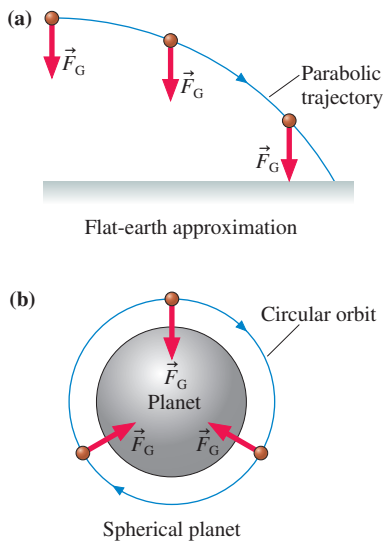 (a)
F⃗G
F⃗G
Parabolic
trajectory
F⃗G
Flat-earth approximation
(b)
Circular orbit
F⃗G
Planet
F⃗G
F⃗G
Spherical planet